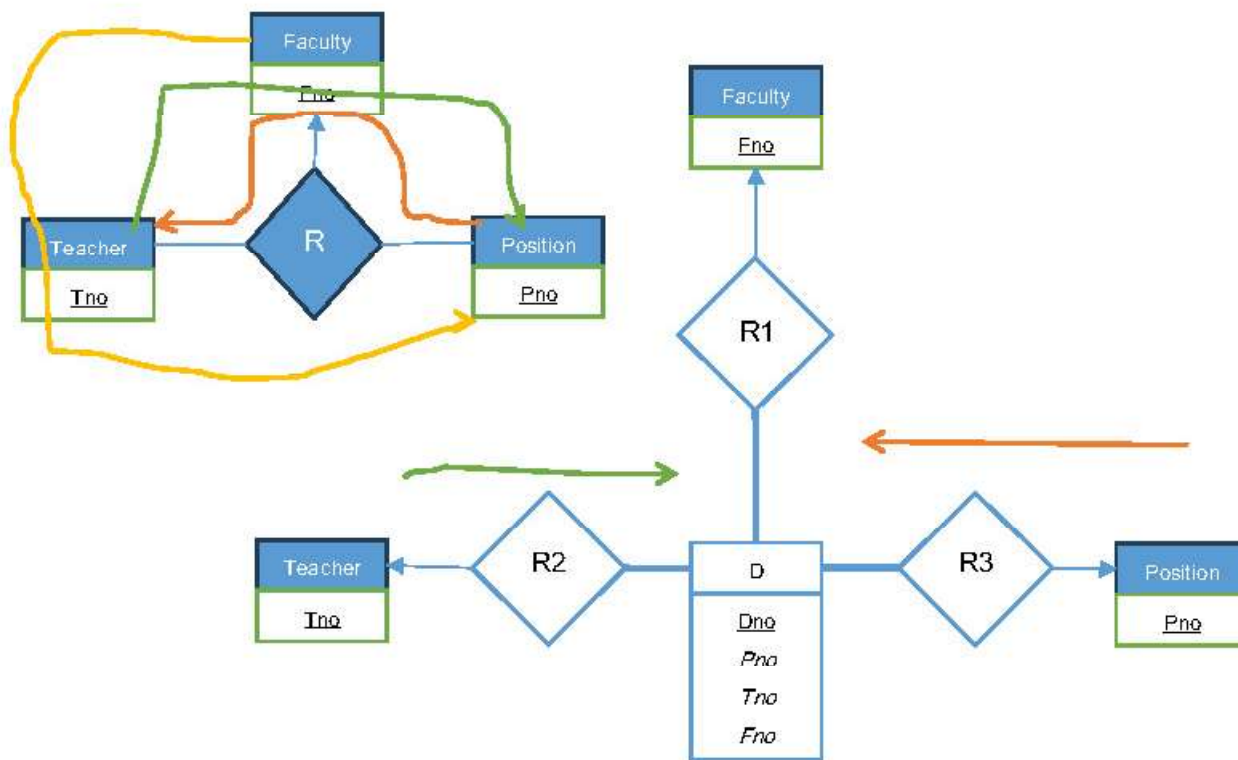 Faculty
Fno
Teacher
Tno
R
Position
Pno
Faculty
Fno
R1
Teacher
Tno
R2
D
Dno
Pno
Tno
Fno
R3
Position
Pno